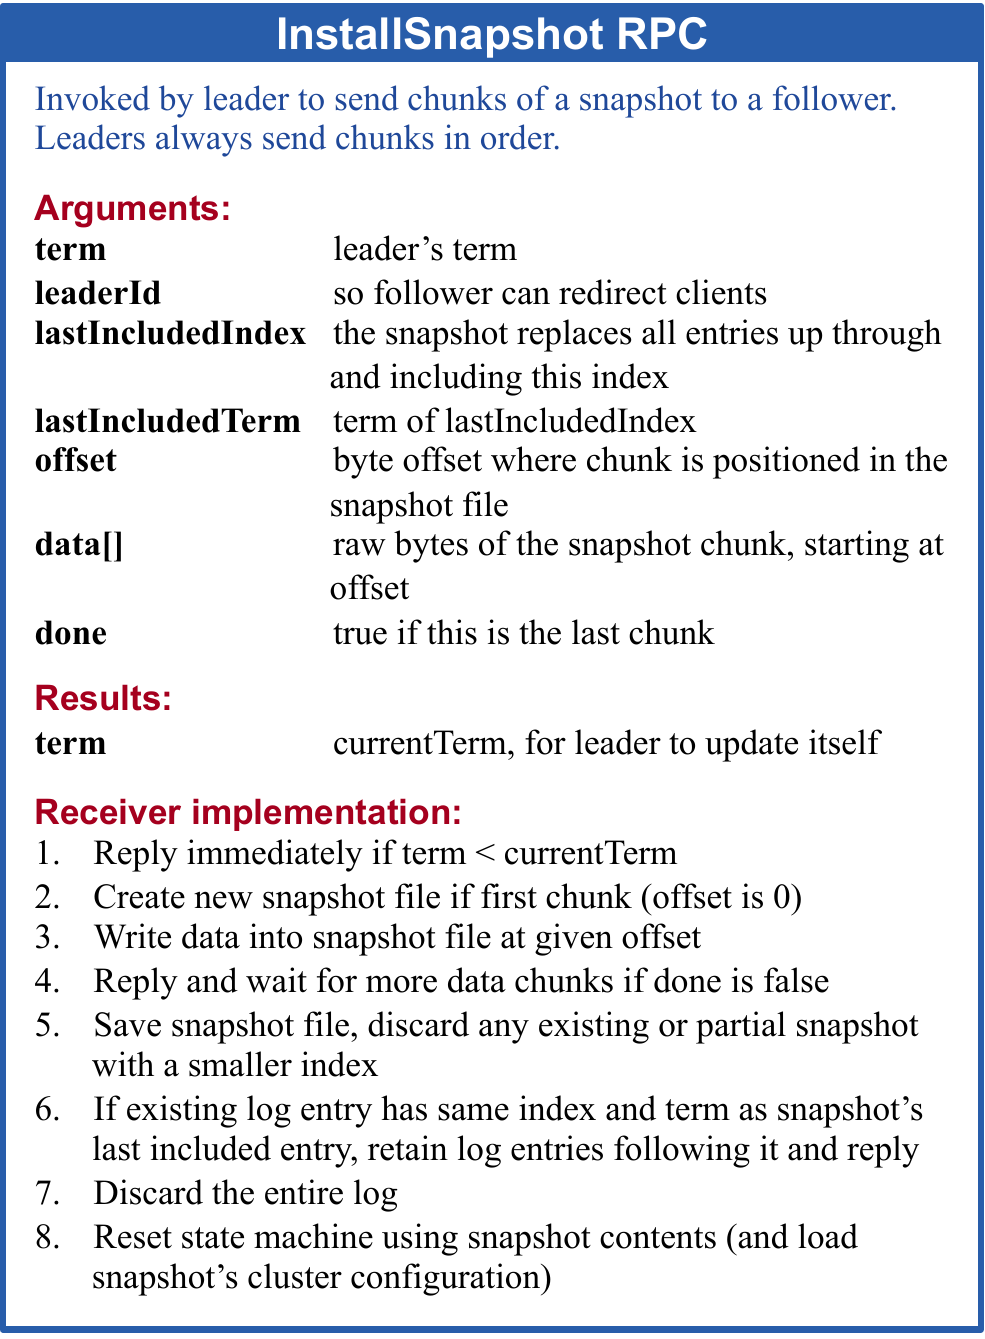 InstallSnapshot RPC
Invoked by leader to send chunks of a snapshot to a follower.
Leaders always send chunks in order.
Arguments:
term leader’s term
leaderId so follower can redirect clients
lastIncludedIndex the snapshot replaces all entries up through
and including this index
lastIncludedTerm term of lastIncludedIndex
offset byte offset where chunk is positioned in the
snapshot file
data[] raw bytes of the snapshot chunk, starting at
offset
done true if this is the last chunk
Results:
term currentTerm, for leader to update itself
Receiver implementation:
1. Reply immediately if term < currentTerm
2. Create new snapshot file if first chunk (offset is 0)
3. Write data into snapshot file at given offset
4. Reply and wait for more data chunks if done is false
5. Save snapshot file, discard any existing or partial snapshot
with a smaller index
6. If existing log entry has same index and term as snapshot’s
last included entry, retain log entries following it and reply
7. Discard the entire log
8. Reset state machine using snapshot contents (and load
snapshot’s cluster configuration)